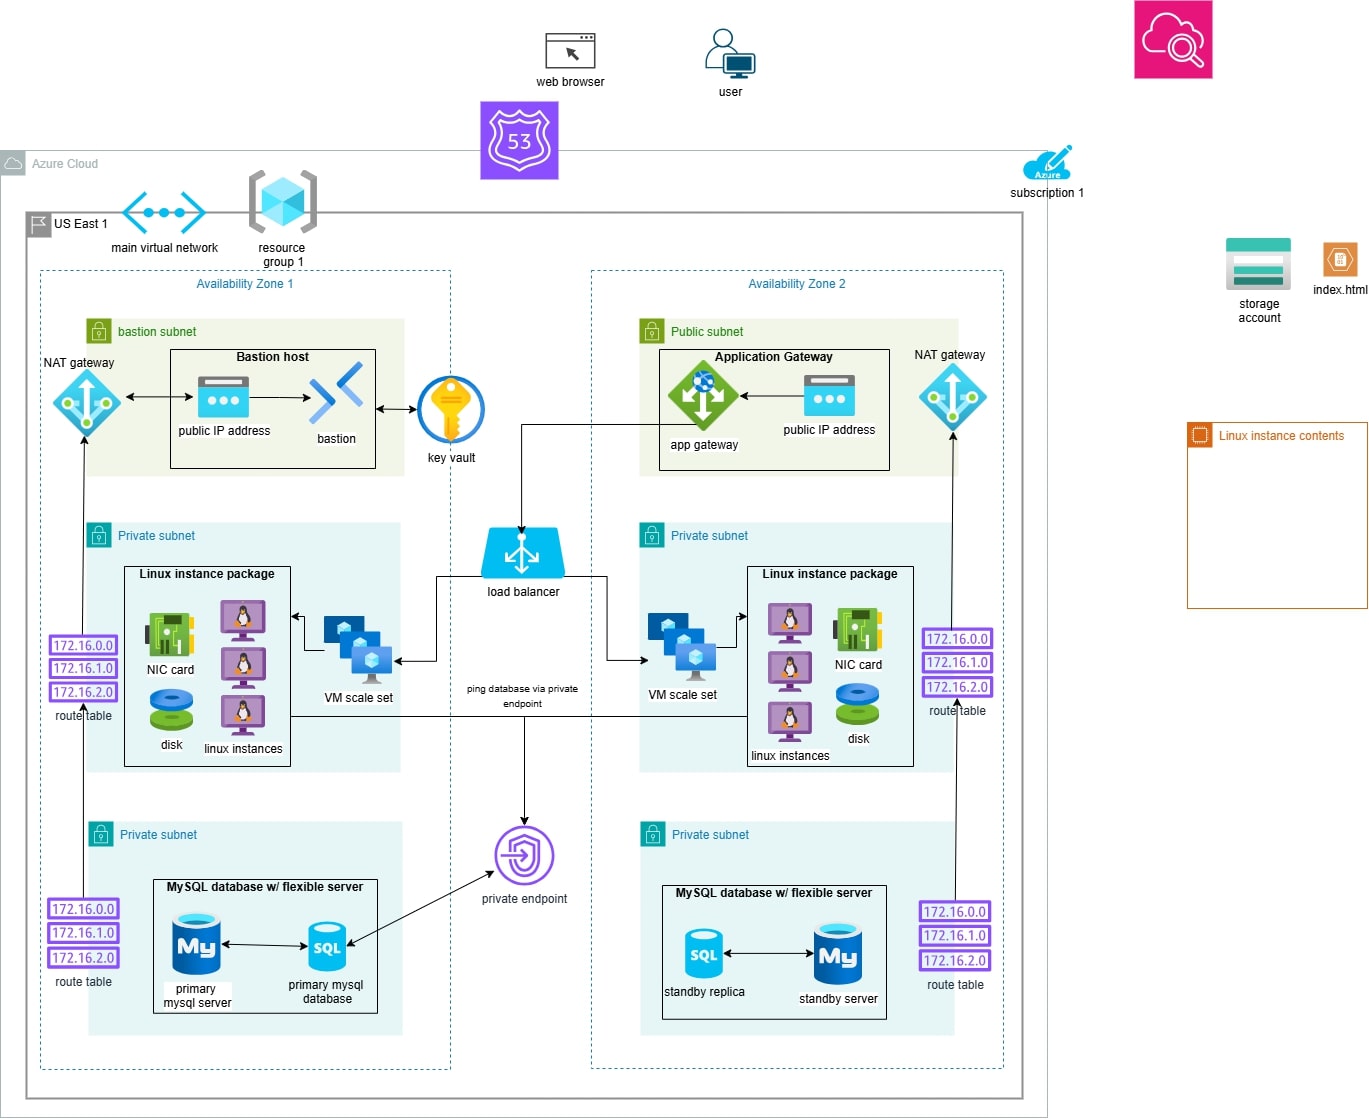 web browser
user
53
Azure Cloud
Azure
subscription 1
US East 1
main virtual network
resource
group 1
Availability Zone 1
Availability Zone 2
storage
account
index.html
bastion subnet
Public subnet
NAT gateway
Bastion host
public IP address
bastion
key vault
Application Gateway
app gateway
public IP address
NAT gateway
Linux instance contents
Private subnet
Linux instance package
NIC card
disk
linux instances
VM scale set
172.16.0.0
172.16.1.0
172.16.2.0
route table
load balancer
ping database via private
endpoint
Private subnet
Linux instance package
VM scale set
linux instances
NIC card
disk
172.16.0.0
172.16.1.0
172.16.2.0
route table
Private subnet
MySQL database w/ flexible server
My
primary
mysql server
SQL
primary mysql
database
172.16.0.0
172.16.1.0
172.16.2.0
route table
private endpoint
Private subnet
MySQL database w/ flexible server
SQL
standby replica
My
standby server
172.16.0.0
172.16.1.0
172.16.2.0
route table